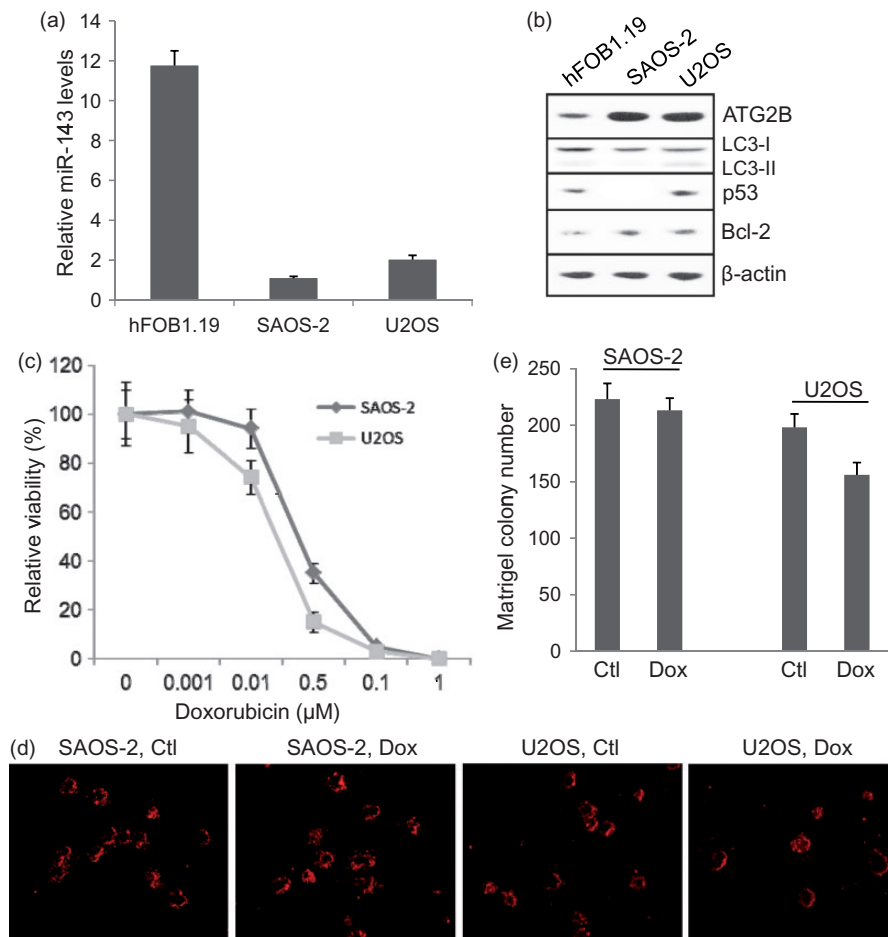 (a)
Relative miR-143 levels
14
12
10
8
6
4
2
0
hFOB1.19 SAOS-2 U2OS
(b)
hFOB1.19 SAOS-2 U2OS
ATG2B
LC3-I
LC3-II
p53
Bcl-2
β-actin
(c)
Relative viability (%)
120
100
80
60
40
20
0
SAOS-2
U2OS
0 0.001 0.01 0.5 0.1 1
Doxorubicin (μM)
(e)
Matrigel colony number
250
200
150
100
50
0
SAOS-2
U2OS
Ctl Dox Ctl Dox
(d) SAOS-2, Ctl SAOS-2, Dox U2OS, Ctl U2OS, Dox